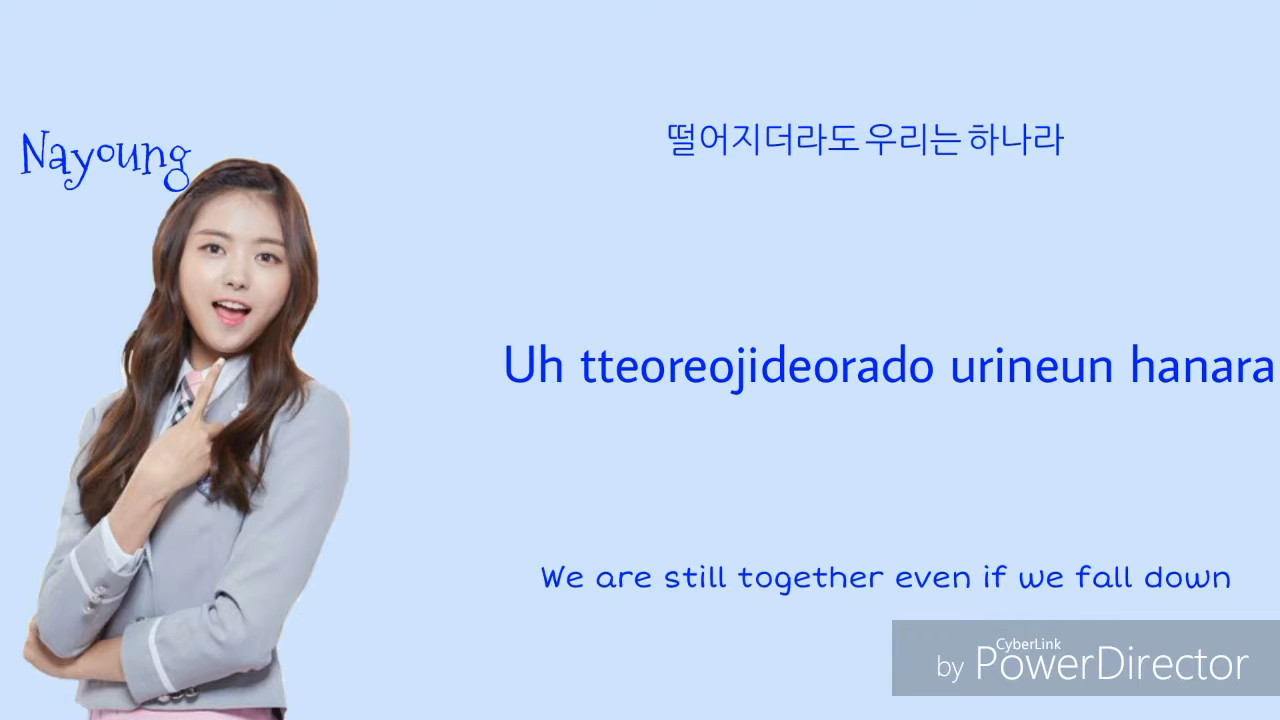 Nayoung
떨어지더라도 우리는 하나라
Uh tteoreojideorado urineun hanara
We are still together even if we fall down
CyberLink
by PowerDirector